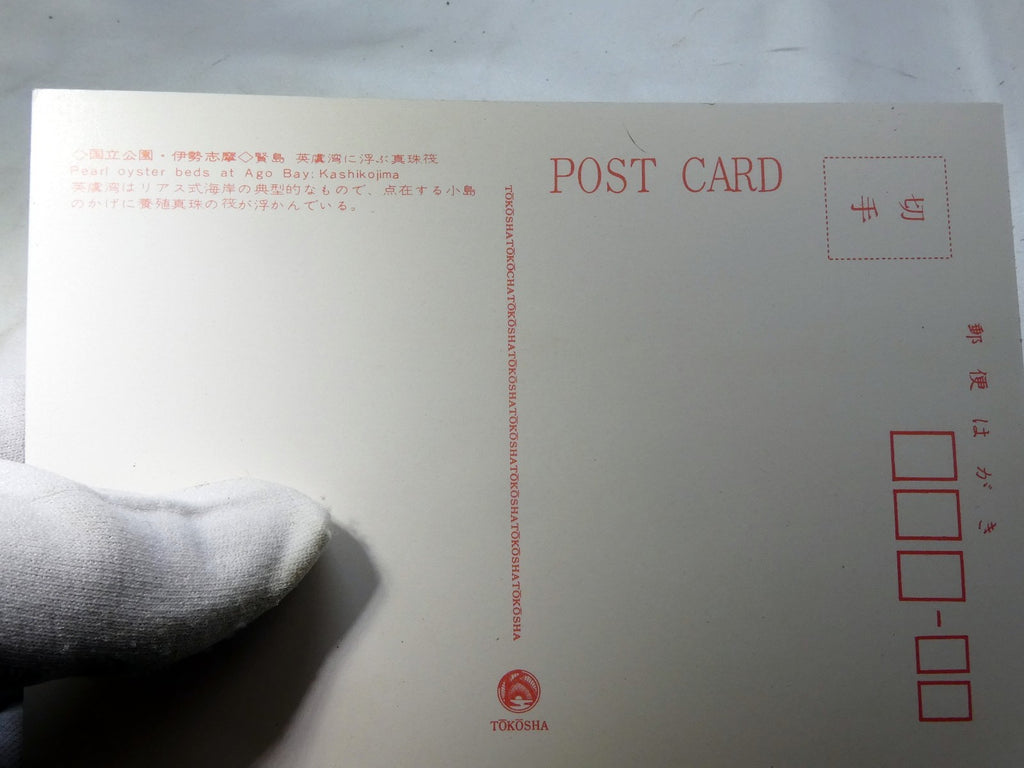 ◇国立公園・伊勢志摩◇賢島 英虞湾に浮ぶ真珠筏
Pearl oyster beds at Ago Bay: Kashikojima
英虞湾はリアス式海岸の典型的なもので、点在する小島
のかげに養殖真珠の筏が浮かんでいる。
TŌKŌSHATŌKŌCHATŌKŌSHATŌKŌSHATŌKŌSHATŌKŌSHATŌKŌSHATŌKŌSHATŌKŌSHA
TŌKŌSHA
POST CARD
切手
郵便はがき